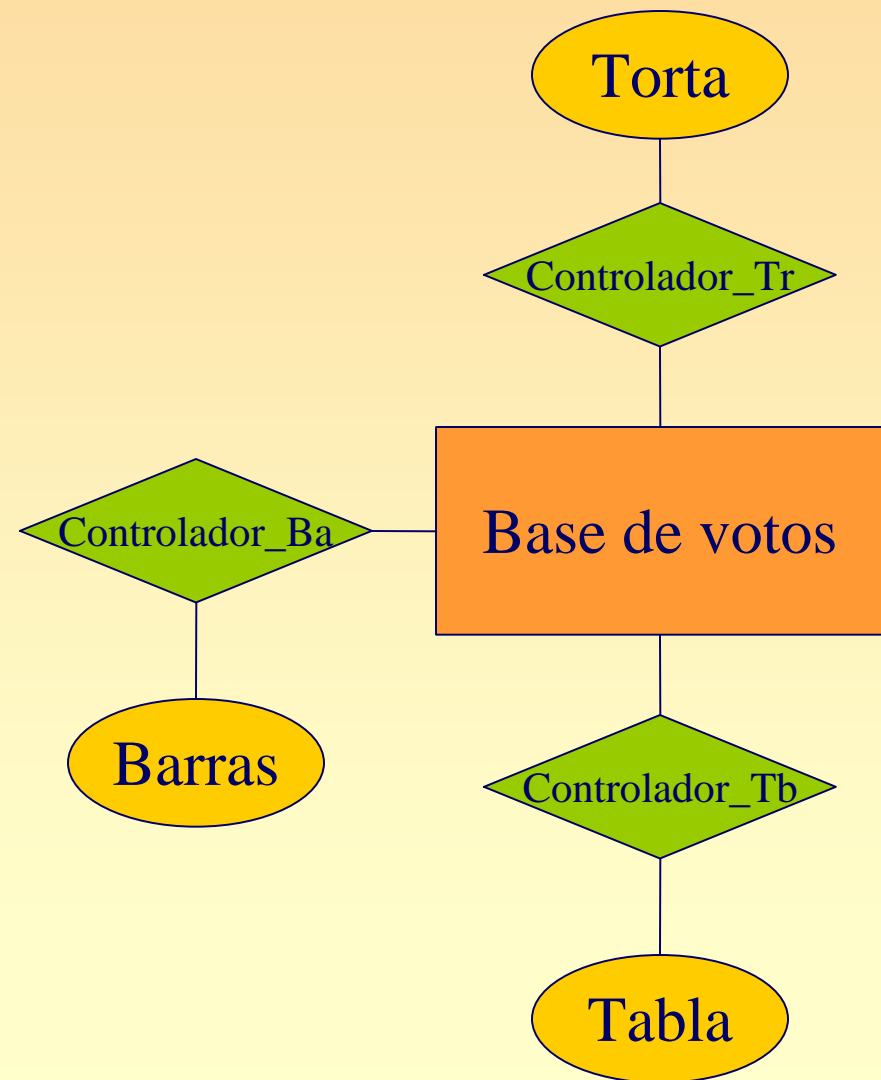 Torta
Controlador_Tr
Controlador_Ba
Base de votos
Barras
Controlador_Tb
Tabla